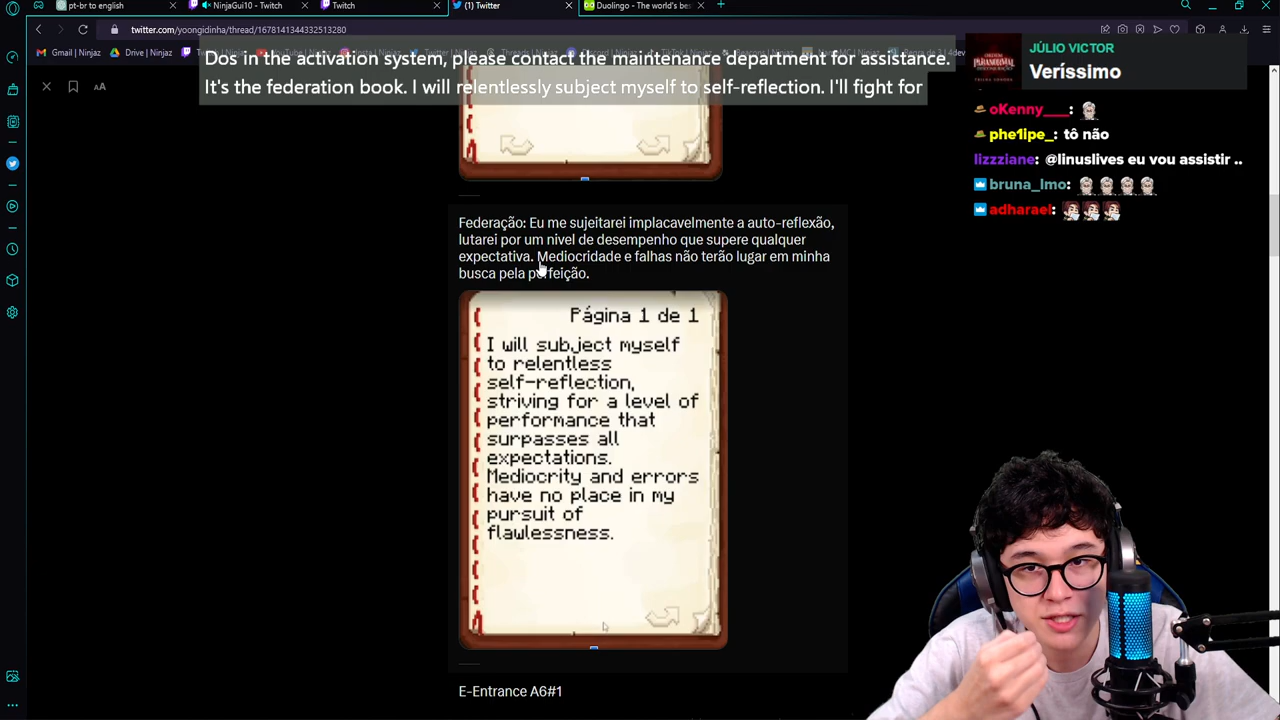 pt-br to english
NinjaGui10 - Twitch
Twitch
(1) Twitter
Duolingo - The world's be
twitter.com/yoongidinha/thread/1678141344332513280
Gmail | Ninjaz
Drive | Ninjaz
Dos in the activation system, please contact the maintenance department for assistance.
It's the federation book. I will relentlessly subject myself to self-reflection. I'll fight for
JÚLIO VICTOR
Veríssimo
oKenny___:
phe1ipe_: tô não
lizzziane: @linuslives eu vou assistir ..
bruna_lmo:
adharaei:
Federação: Eu me sujeitarei implacavelmente a auto-reflexão,
lutarei por um nivel de desempenho que supere qualquer
expectativa. Mediocridade e falhas não terão lugar em minha
busca pela perfeição.
Página 1 de 1
I will subject myself
to relentless
self-reflection,
striving for a level of
performance that
surpasses all
expectations.
Mediocrity and errors
have no place in my
pursuit of
flawlessness.
E-Entrance A6#1